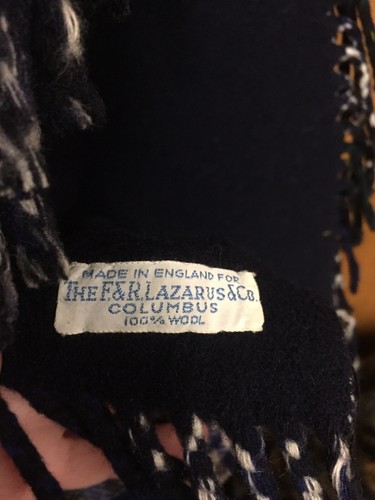 MADE IN ENGLAND FOR
THE F.&R. LAZARUS & CO.
COLUMBUS
100% WOOL